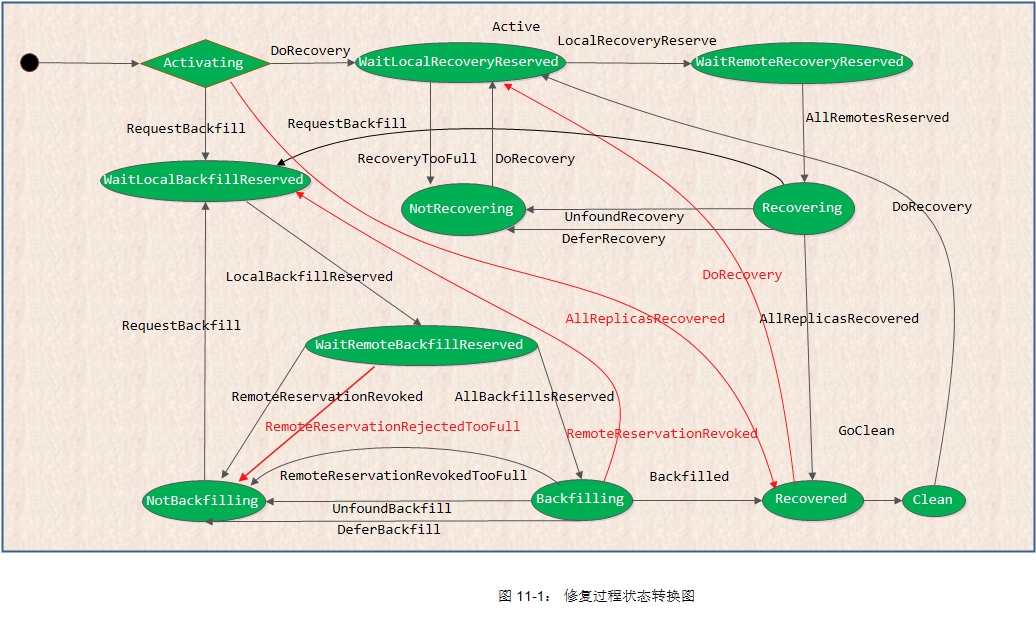 Active
LocalRecoveryReserve
DoRecovery
Activating
WaitLocalRecoveryReserved
WaitRemoteRecoveryReserved
AllRemotesReserved
RequestBackfill
RequestBackfill
RecoveryTooFull
DoRecovery
WaitLocalBackfillReserved
NotRecovering
Recovering
DoRecovery
UnfoundRecovery
DeferRecovery
LocalBackfillReserved
DoRecovery
RequestBackfill
AllReplicasRecovered
AllReplicasRecovered
WaitRemoteBackfillReserved
RemoteReservationRevoked
AllBackfillsReserved
RemoteReservationRejectedTooFull
RemoteReservationRevoked
GoClean
RemoteReservationRevokedTooFull
Backfilled
NotBackfilling
Backfilling
Recovered
Clean
UnfoundBackfill
DeferBackfill
图 11-1： 修复过程状态转换图